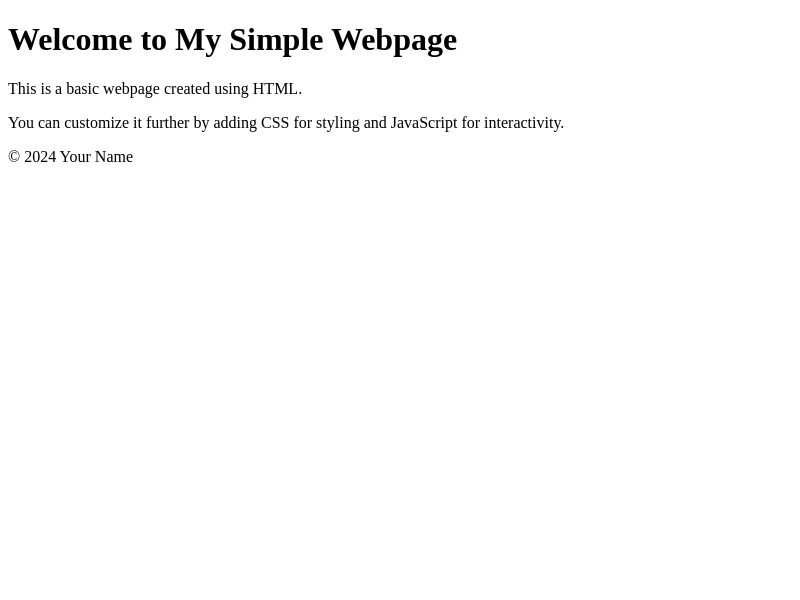 Welcome to My Simple Webpage
This is a basic webpage created using HTML.
You can customize it further by adding CSS for styling and JavaScript for interactivity.
© 2024 Your Name